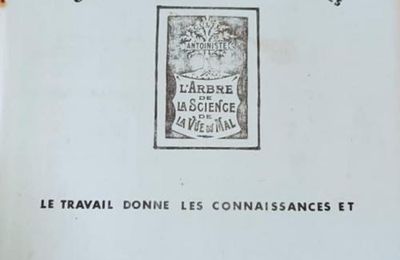 ANTOINISTE
L'ARBRE
DE
LA SCIENCE
DE
LA VUE DU MAL
LE TRAVAIL DONNE LES CONNAISSANCES ET